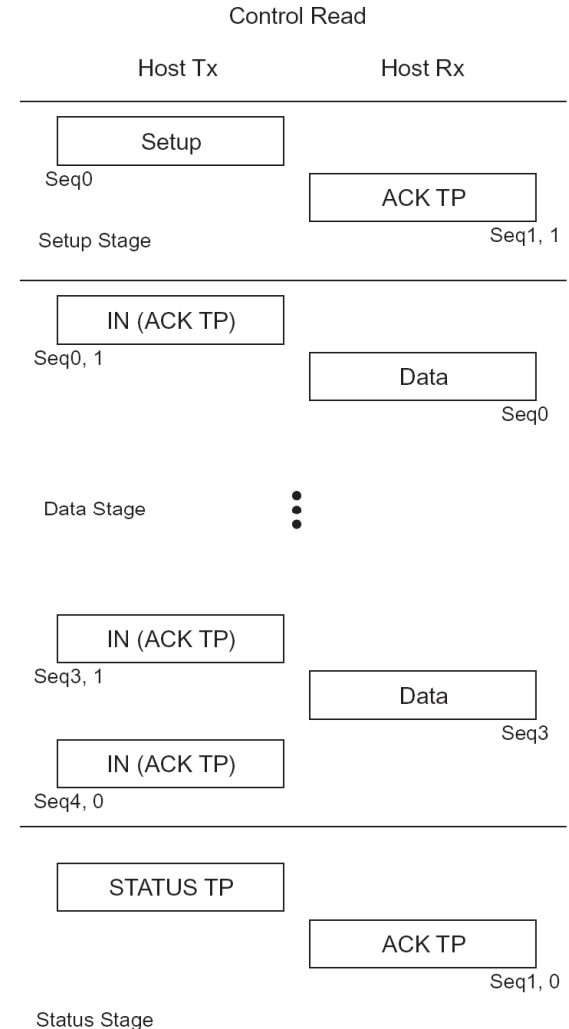 Control Read
Host Tx Host Rx
Setup
Seq0
ACK TP
Seq1, 1
Setup Stage
IN (ACK TP)
Seq0, 1
Data
Seq0
Data Stage
IN (ACK TP)
Seq3, 1
Data
Seq3
IN (ACK TP)
Seq4, 0
STATUS TP
ACK TP
Seq1, 0
Status Stage